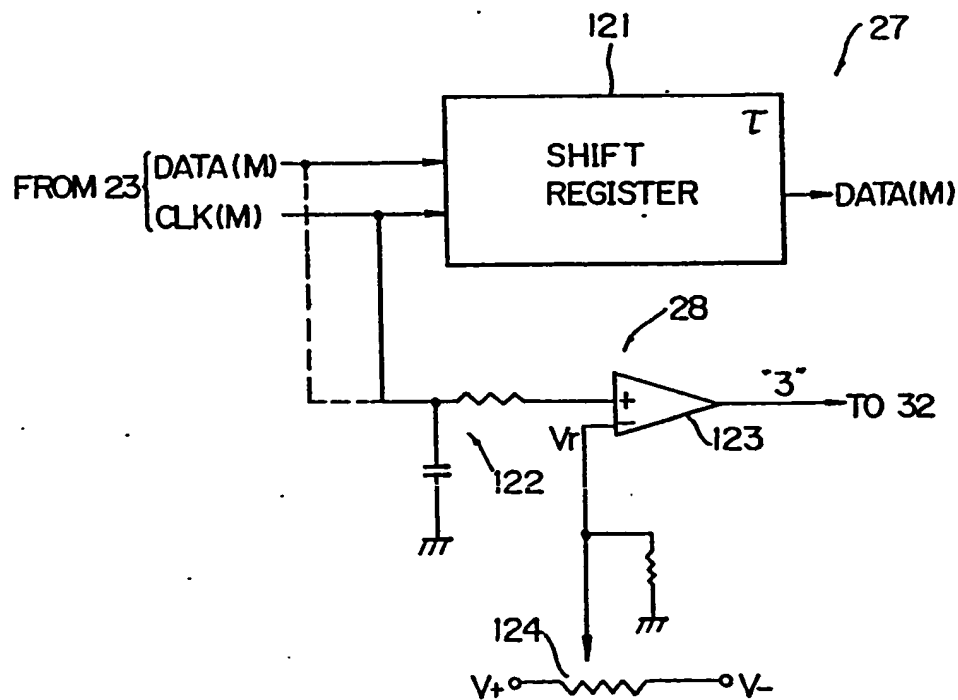 121
27
τ
SHIFT
REGISTER
FROM 23
DATA(M)
CLK(M)
DATA(M)
28
"3"
TO 32
+
−
Vr
123
122
124
V+
V−